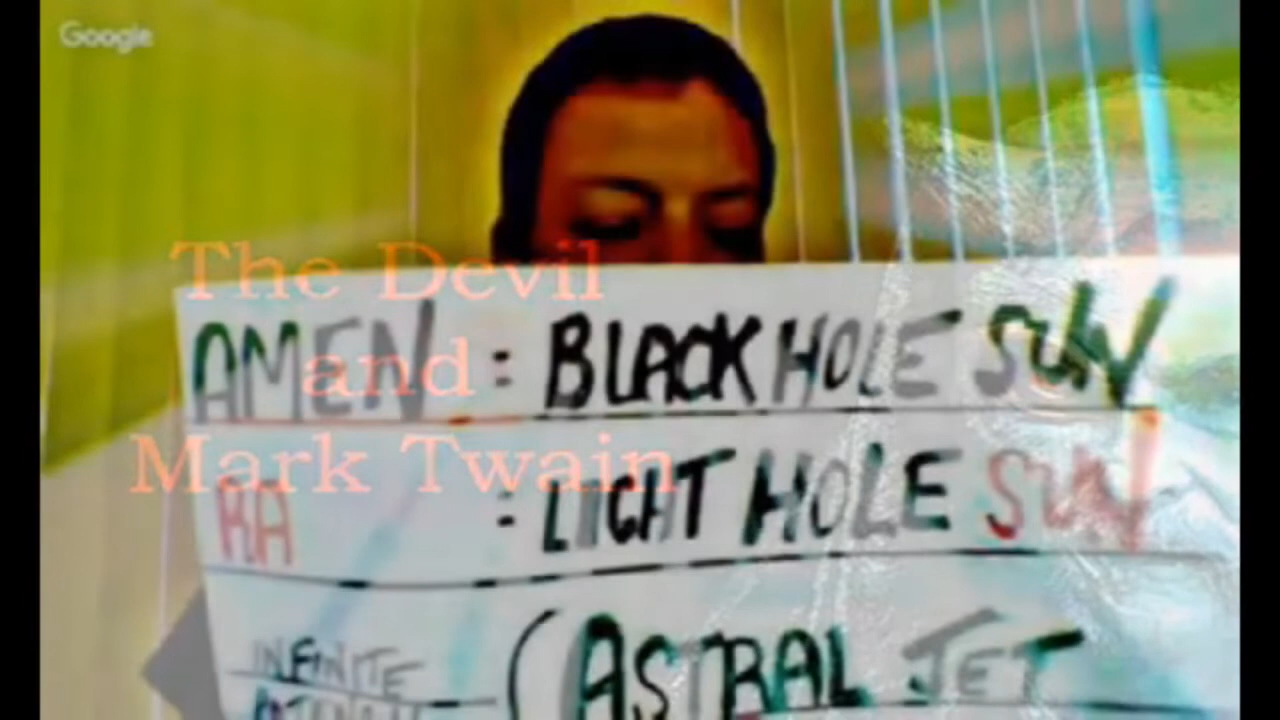 Google
The Devil
and
Mark Twain
AMEN : BLACK HOLE SUN
RA : LIGHT HOLE SUN
INFINITE
(ASTRAL JET